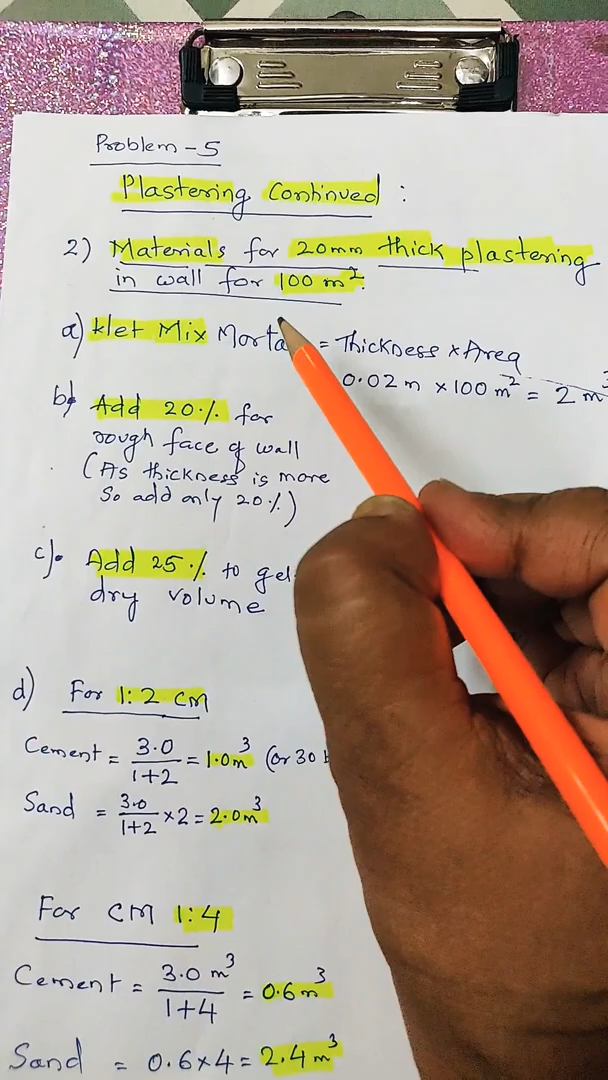 Problem - 5
Plastering Continued :
2) Materials for 20mm thick plastering
in wall for 100 m².
a) Wet Mix Morta = Thickness × Area
0.02 m × 100 m² = 2 m³
b) Add 20% for
rough face of wall
(As thickness is more
So add only 20%)
c). Add 25% to get
dry volume
d) For 1:2 CM
Cement = 3.0/1+2 = 1.0m³ (or 30
Sand = 3.0/1+2 × 2 = 2.0m³
For CM 1:4
Cement = 3.0 m³/1+4 = 0.6m³
Sand = 0.6×4 = 2.4m³